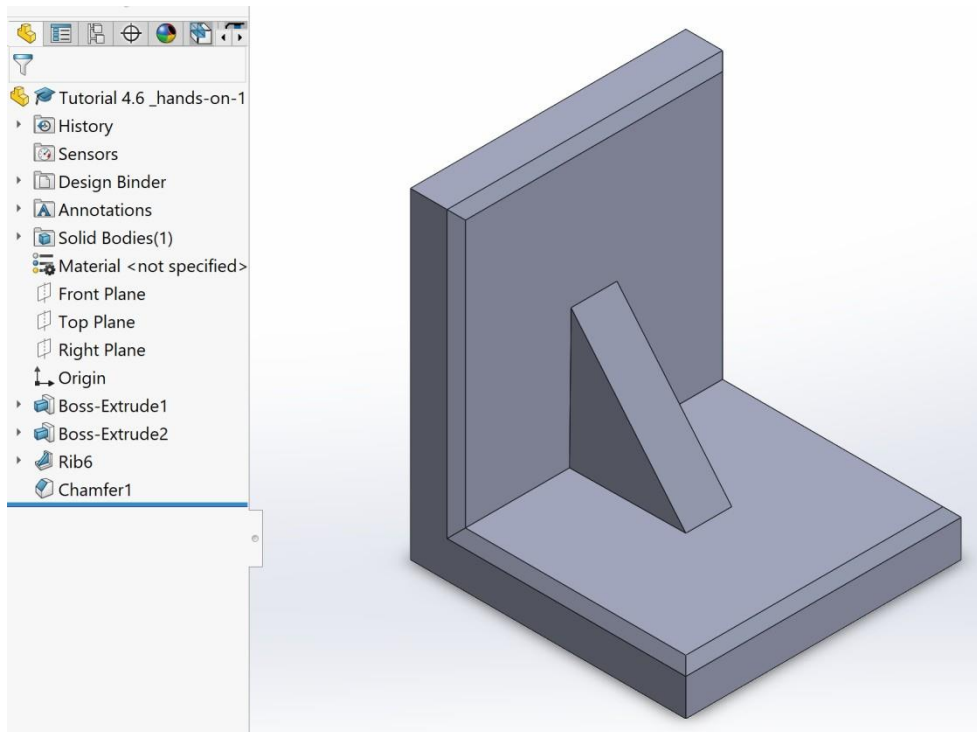 Tutorial 4.6 _hands-on-1
History
Sensors
Design Binder
Annotations
Solid Bodies(1)
Material <not specified>
Front Plane
Top Plane
Right Plane
Origin
Boss-Extrude1
Boss-Extrude2
Rib6
Chamfer1